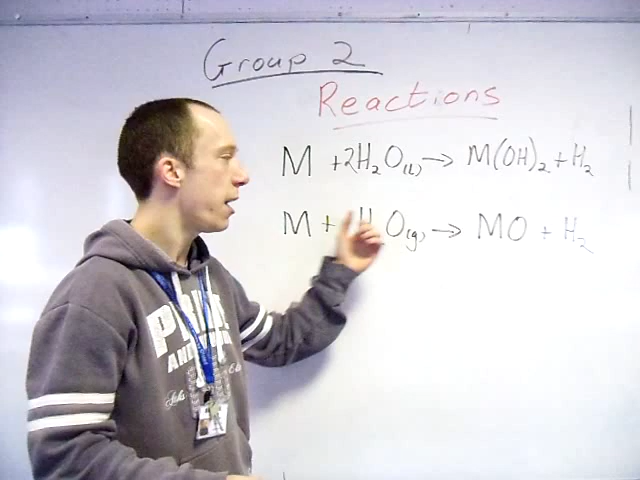 Group 2
Reactions
M + 2H₂O(l) → M(OH)₂ + H₂
M + H₂O(g) → MO + H₂